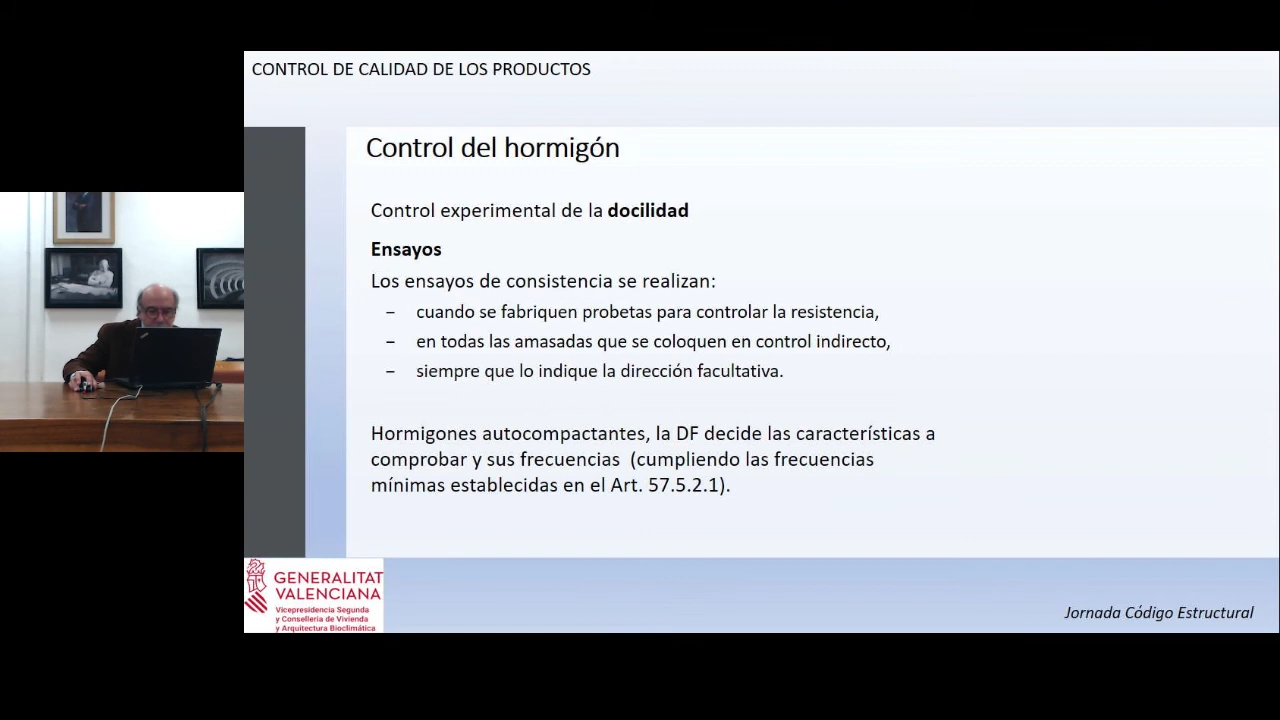 CONTROL DE CALIDAD DE LOS PRODUCTOS
Control del hormigón
Control experimental de la docilidad
Ensayos
Los ensayos de consistencia se realizan:
– cuando se fabriquen probetas para controlar la resistencia,
– en todas las amasadas que se coloquen en control indirecto,
– siempre que lo indique la dirección facultativa.
Hormigones autocompactantes, la DF decide las características a
comprobar y sus frecuencias (cumpliendo las frecuencias
mínimas establecidas en el Art. 57.5.2.1).
GENERALITAT
VALENCIANA
Vicepresidencia Segunda
y Conselleria de Vivienda
y Arquitectura Bioclimática
Jornada Código Estructural